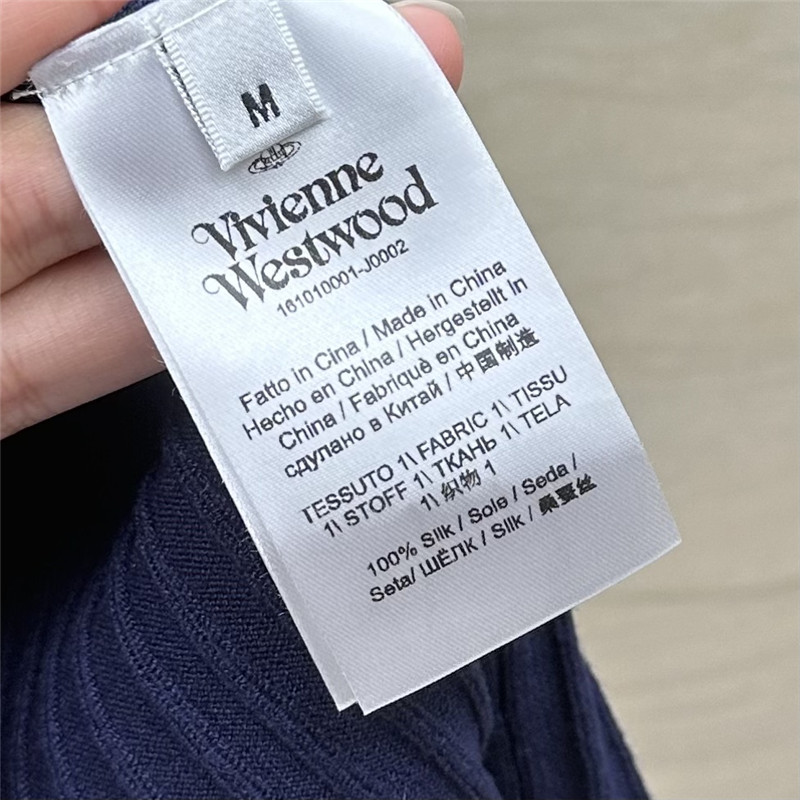 M
Vivienne
Westwood
161010001-J0002
Fatto in Cina / Made in China
Hecho en China / Hergestellt in
China / Fabriquè en China
сдулано в Китай / 中国制造
TESSUTO 1\ FABRIC 1\ TISSU
1\ STOFF 1\ ТКАНЬ 1\ TELA
1\ 织物 1
100% Silk / Soie / Seda /
Seta/ ШЁЛК / Silk / 桑蚕丝